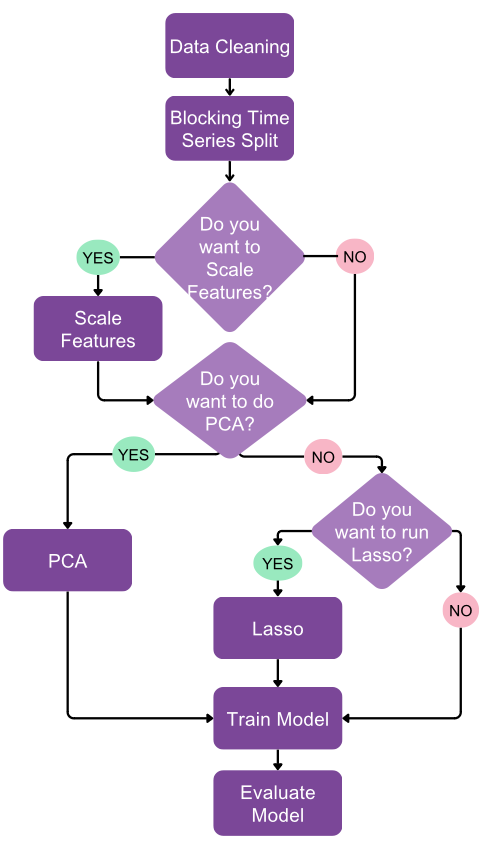 Data Cleaning
Blocking Time
Series Split
Do you
want to
Scale
Features?
YES
NO
Scale
Features
Do you
want to do
PCA?
YES
NO
Do you
want to run
Lasso?
PCA
YES
NO
Lasso
Train Model
Evaluate
Model